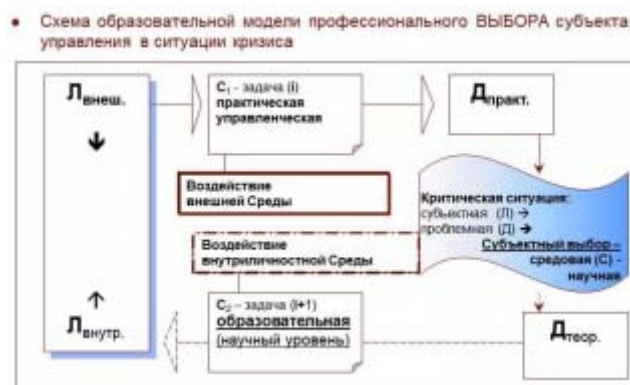 Схема образовательной модели профессионального ВЫБОРА субъекта
управления в ситуации кризиса
Лвнеш.
С1 - задача (i)
практическая
управленческая
Дпракт.
Воздействие
внешней Среды
Критическая ситуация:
субъектная (Л) →
проблемная (Д) →
Субъектный выбор –
средовая (С) -
научная
Воздействие
внутриличностной Среды
С2 – задача (i+1)
образовательная
(научный уровень)
Лвнутр.
Дтеор.